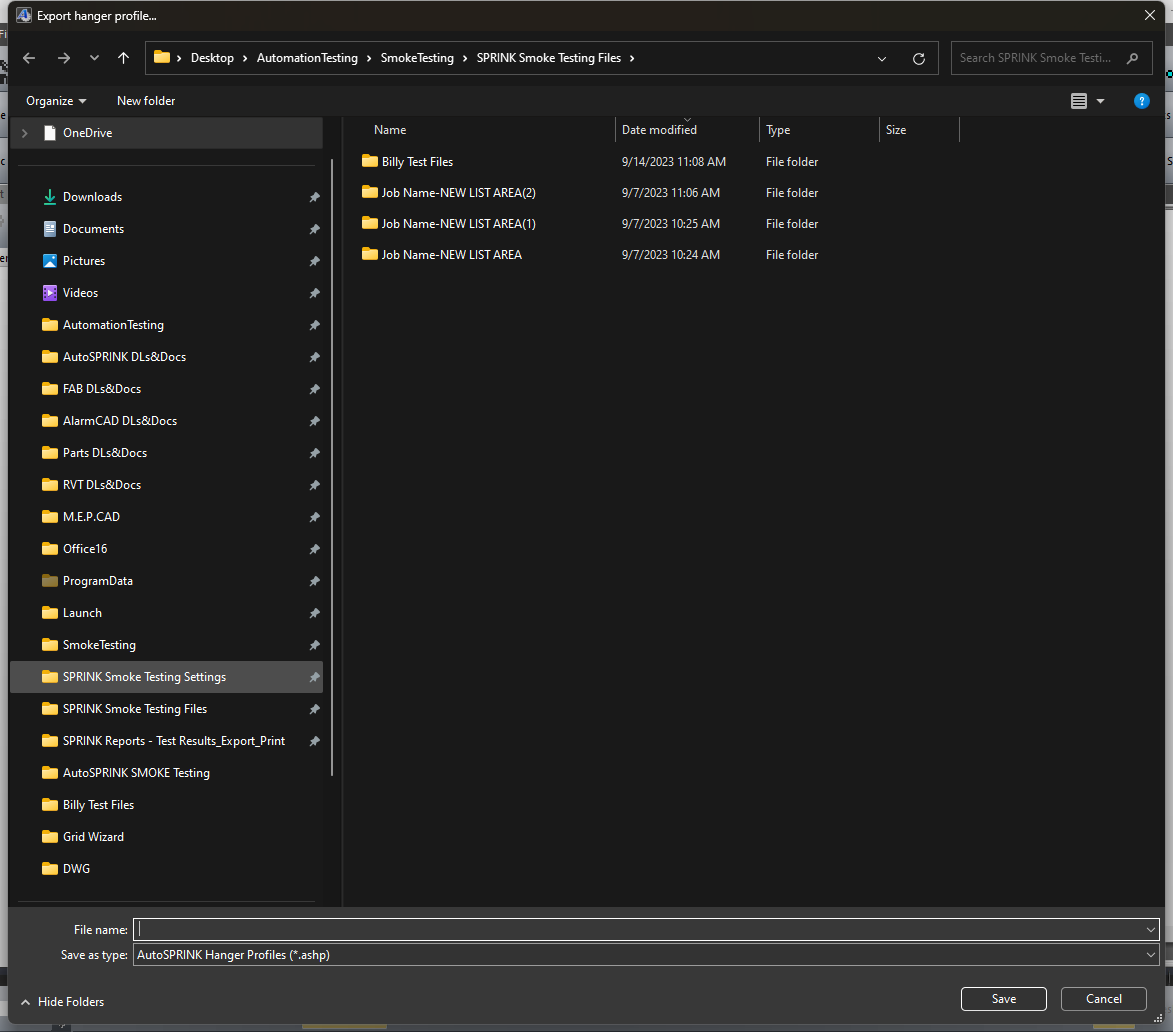 Export hanger profile...
Desktop > AutomationTesting > SmokeTesting > SPRINK Smoke Testing Files >
Search SPRINK Smoke Testi...
Organize
New folder
?
OneDrive
Downloads
Documents
Pictures
Videos
AutomationTesting
AutoSPRINK DLs&Docs
FAB DLs&Docs
AlarmCAD DLs&Docs
Parts DLs&Docs
RVT DLs&Docs
M.E.P.CAD
Office16
ProgramData
Launch
SmokeTesting
SPRINK Smoke Testing Settings
SPRINK Smoke Testing Files
SPRINK Reports - Test Results_Export_Print
AutoSPRINK SMOKE Testing
Billy Test Files
Grid Wizard
DWG
Name Date modified Type Size
Billy Test Files 9/14/2023 11:08 AM File folder
Job Name-NEW LIST AREA(2) 9/7/2023 11:06 AM File folder
Job Name-NEW LIST AREA(1) 9/7/2023 10:25 AM File folder
Job Name-NEW LIST AREA 9/7/2023 10:24 AM File folder
File name:
Save as type: AutoSPRINK Hanger Profiles (*.ashp)
Hide Folders
Save
Cancel